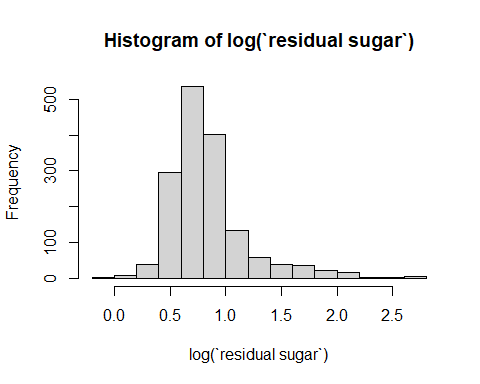 Histogram of log(`residual sugar`)
500
300
100
0
Frequency
0.0 0.5 1.0 1.5 2.0 2.5
log(`residual sugar`)